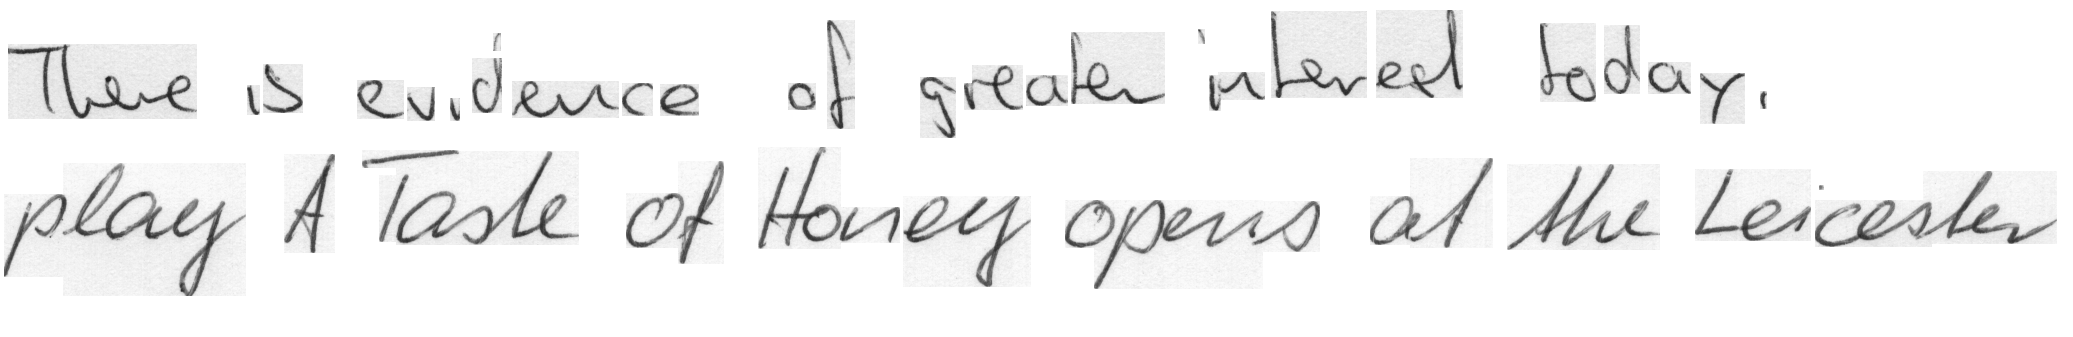 There is evidence of greater interest today.
play A Taste of Honey opens at the Leicester